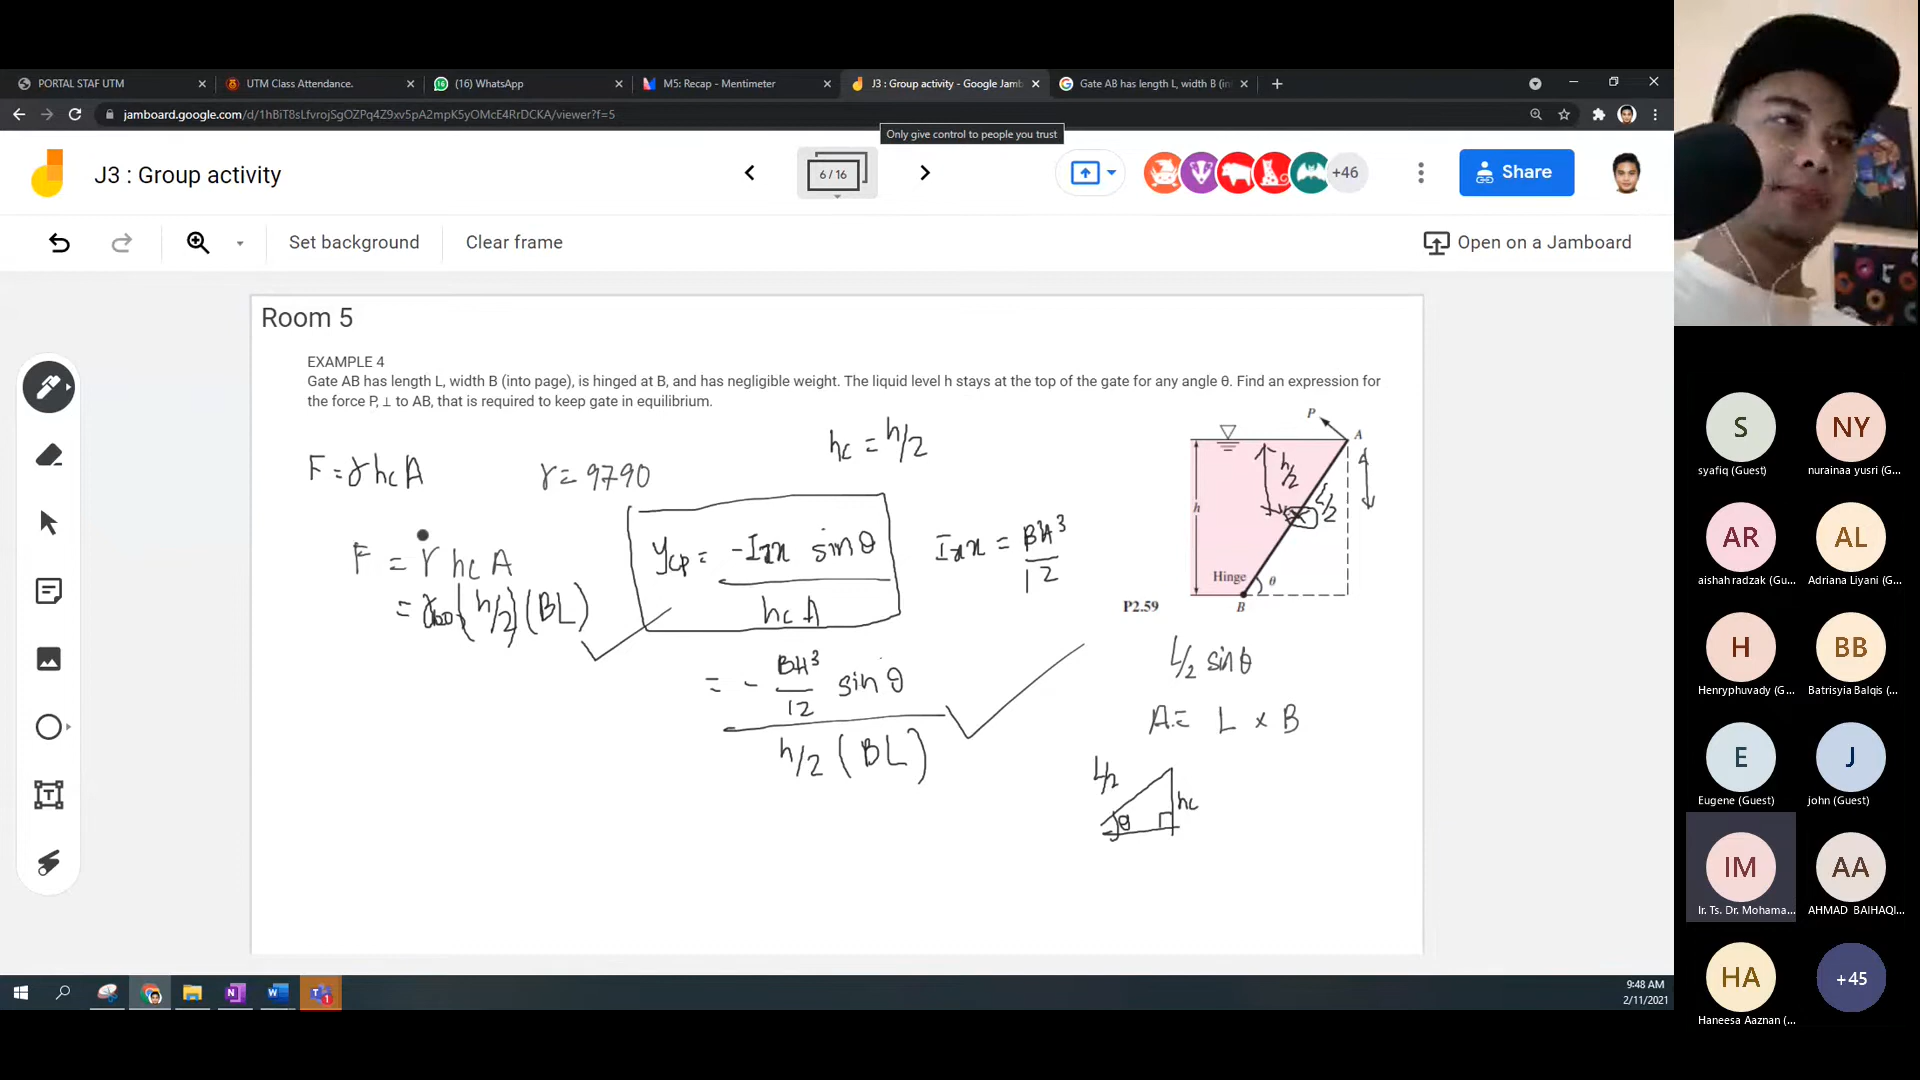 PORTAL STAF UTM
UTM Class Attendance.
(16) WhatsApp
M5: Recap - Mentimeter
J3 : Group activity - Google Jamb
Gate AB has length L, width B (in
jamboard.google.com/d/1hBiT8sLfvrojSgOZPq4Z9xv5pA2mpK5yOMcE4RrDCKA/viewer?f=5
Only give control to people you trust
J3 : Group activity
6 / 16
+46
Share
Set background
Clear frame
Open on a Jamboard
Room 5
EXAMPLE 4
Gate AB has length L, width B (into page), is hinged at B, and has negligible weight. The liquid level h stays at the top of the gate for any angle θ. Find an expression for
the force P, ⊥ to AB, that is required to keep gate in equilibrium.
F = γ hc A
γ = 9790
hc = h/2
F = γ hc A
= (h/2) (BL)
ycp = -Ixx sin θ
hc A
Ixx = BH³
12
= - BH³ sin θ
12
h/2 (BL)
P
A
h
h/2
L/2
Hinge
θ
B
P2.59
L/2 sin θ
A = L x B
L/2
hc
θ
S
syafiq (Guest)
NY
nurainaa yusri (G...
AR
aishah radzak (Gu...
AL
Adriana Liyani (G...
H
Henryphuvady (G...
BB
Batrisyia Balqis (...
E
Eugene (Guest)
J
john (Guest)
IM
Ir. Ts. Dr. Mohama...
AA
AHMAD BAIHAQI...
HA
Haneesa Aaznan (...
+45
9:48 AM
2/11/2021